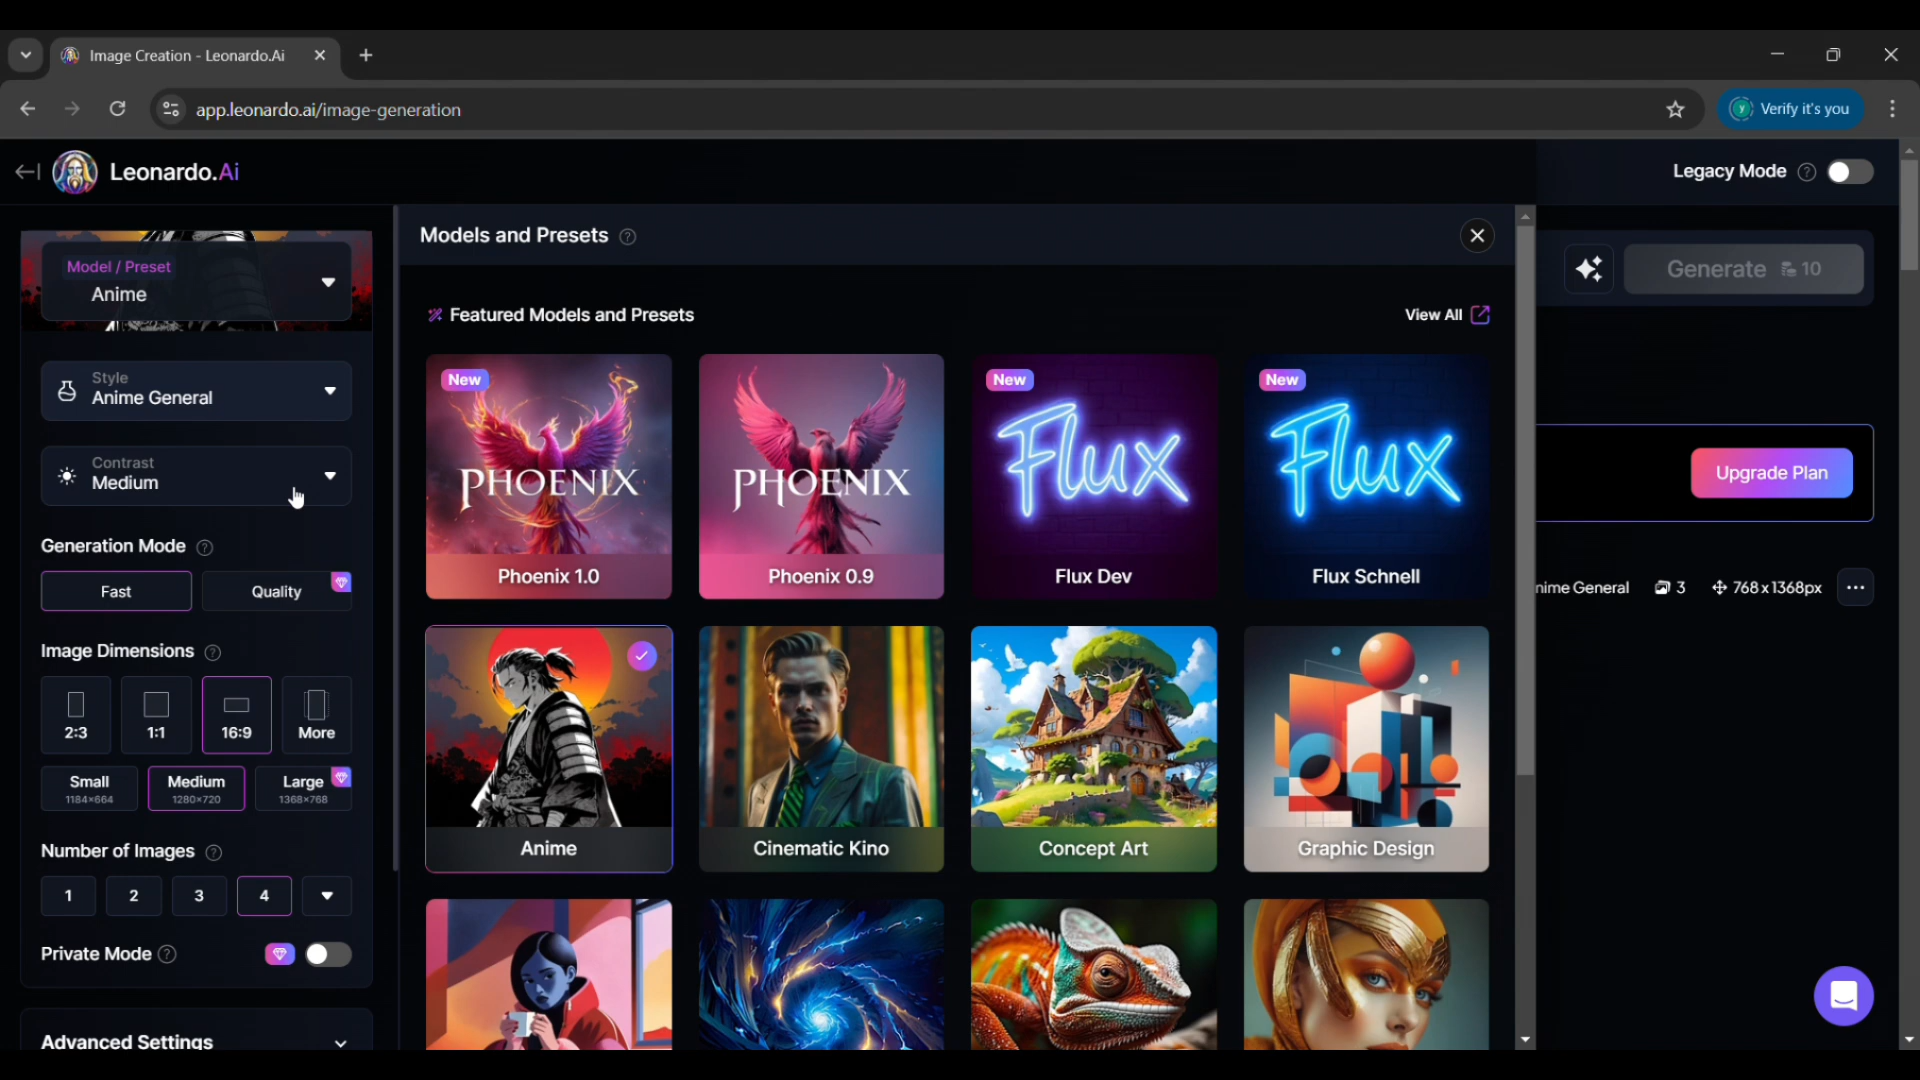 Image Creation - Leonardo.Ai
app.leonardo.ai/image-generation
Verify it's you
Leonardo.Ai
Legacy Mode
Model / Preset
Anime
Style
Anime General
Contrast
Medium
Generation Mode
Fast
Quality
Image Dimensions
2:3
1:1
16:9
More
Small
1184×664
Medium
1280×720
Large
1368×768
Number of Images
1
2
3
4
Private Mode
Advanced Settings
Models and Presets
Featured Models and Presets
View All
New
PHOENIX
Phoenix 1.0
PHOENIX
Phoenix 0.9
New
Flux
Flux Dev
New
Flux
Flux Schnell
Anime
Cinematic Kino
Concept Art
Graphic Design
Generate 10
Upgrade Plan
nime General 3 768x1368px